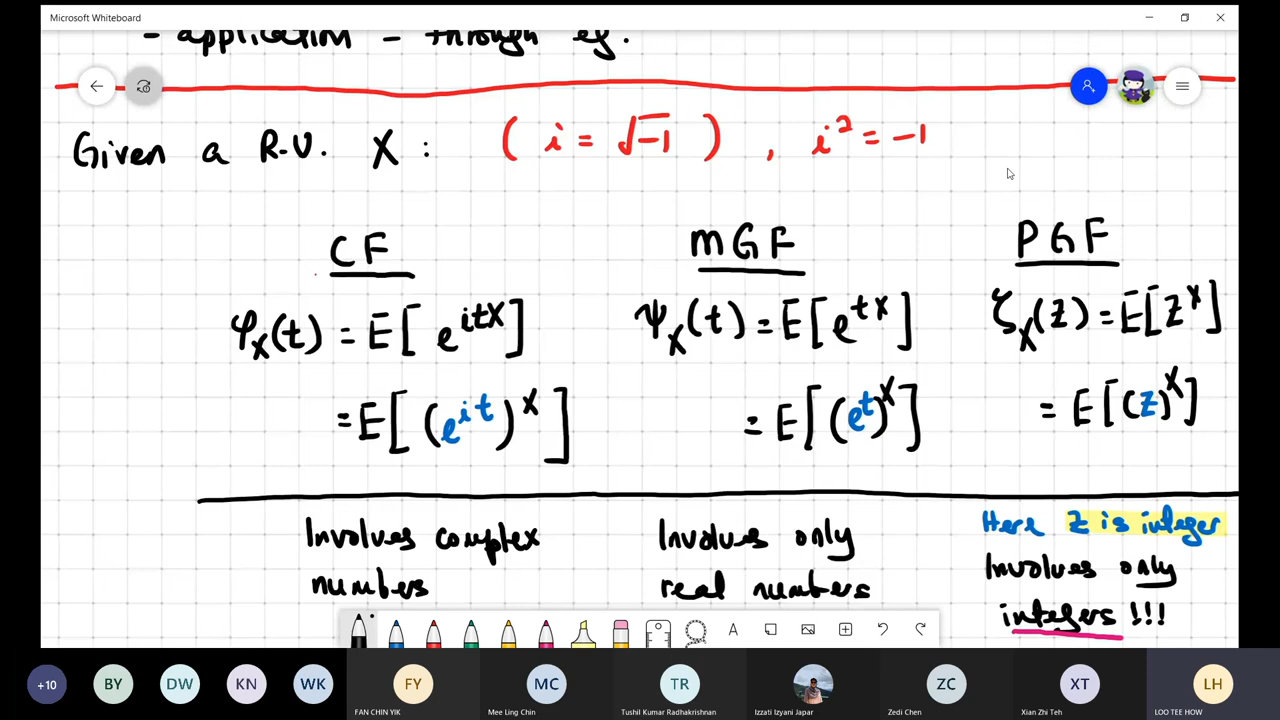 Microsoft Whiteboard
- application - through eg.
Given a R.V. X : ( i = √-1 ) , i² = -1
CF mGF PGF
φ_X(t) = E[ e^{itX} ] ψ_X(t) = E[ e^{tX} ] ζ_X(z) = E[ z^X ]
= E[ (e^{it})^X ] = E[ (e^t)^X ] = E[ (z)^X ]
Involves complex
numbers
Involves only
real numbers
Here z is integer
Involves only
integers !!!
A
+10 BY DW KN WK FY MC TR ZC XT LH
FAN CHIN YIK Mee Ling Chin Tushil Kumar Radhakrishnan Izzati Izyani Japar Zedi Chen Xian Zhi Teh LOO TEE HOW